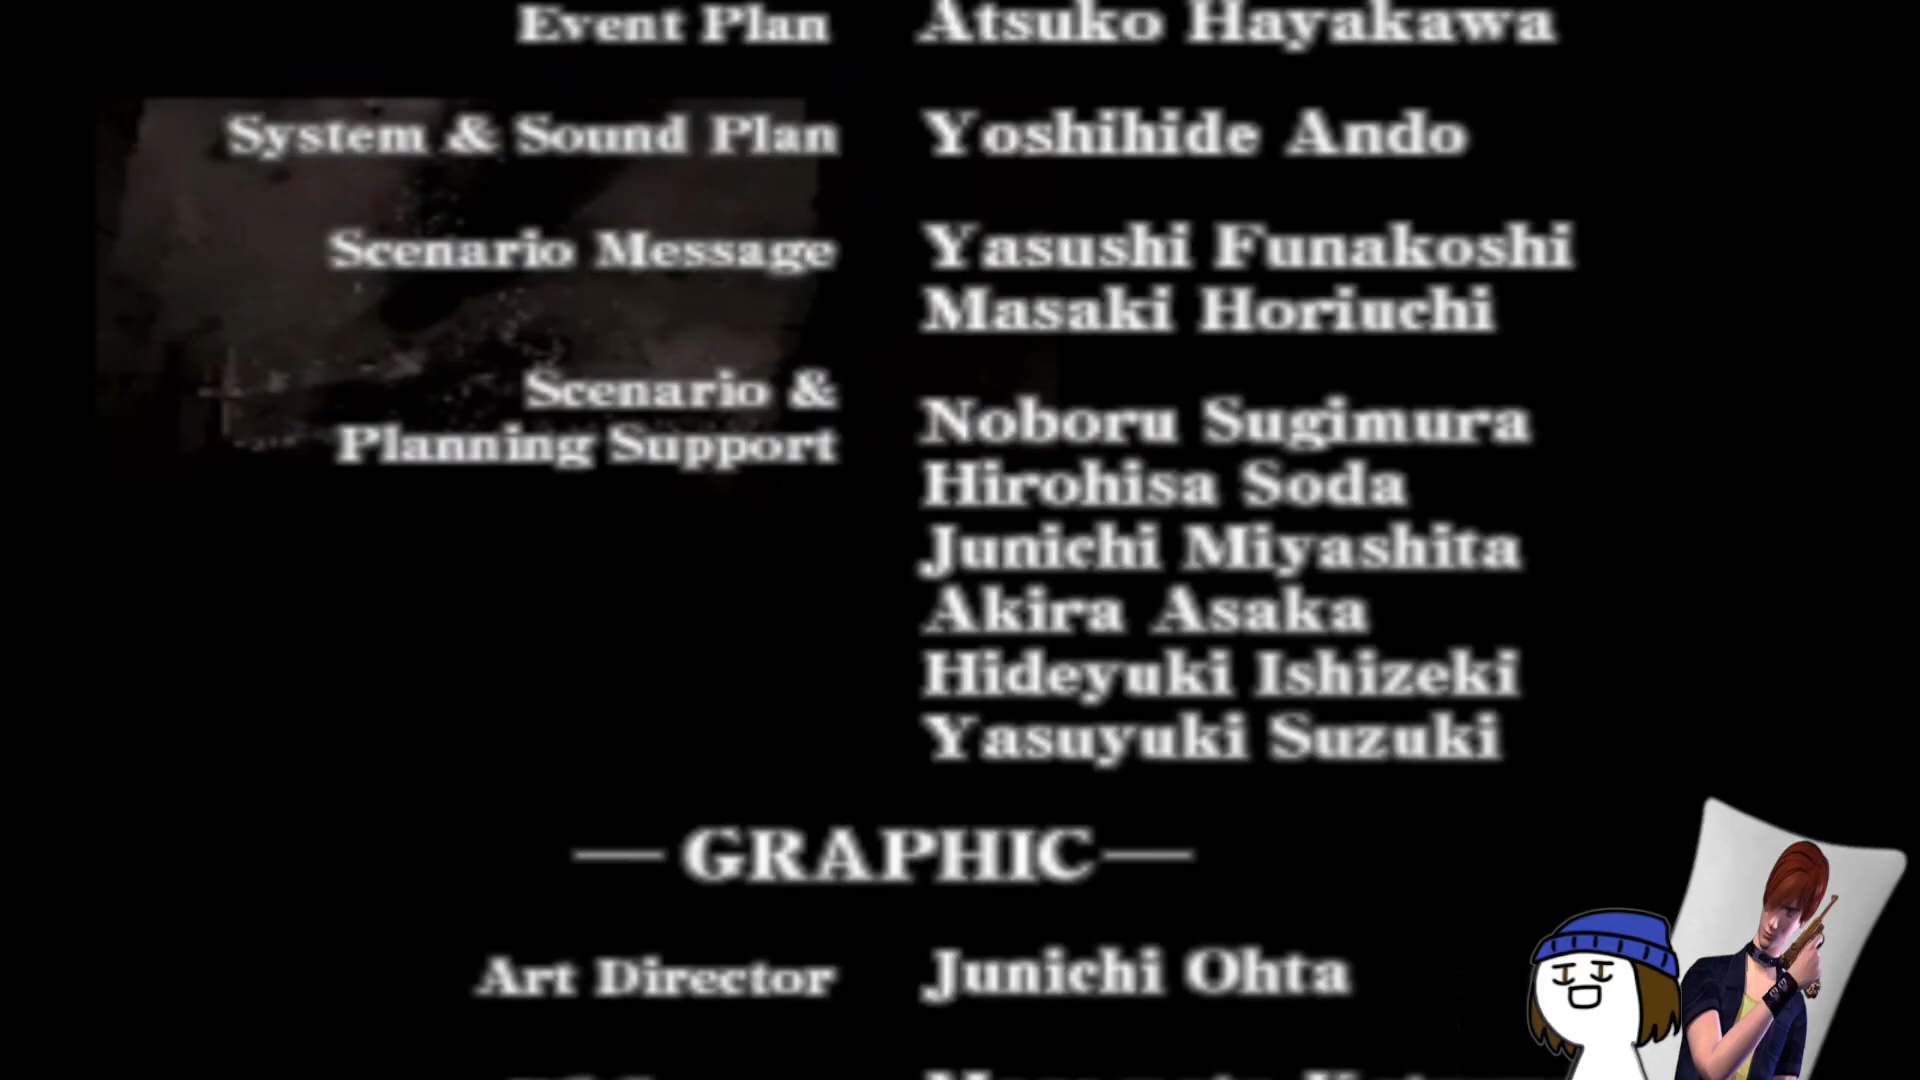 Event Plan Atsuko Hayakawa
System & Sound Plan Yoshihide Ando
Scenario Message Yasushi Funakoshi
Masaki Horiuchi
Scenario &
Planning Support Noboru Sugimura
Hirohisa Soda
Junichi Miyashita
Akira Asaka
Hideyuki Ishizeki
Yasuyuki Suzuki
— GRAPHIC —
Art Director Junichi Ohta